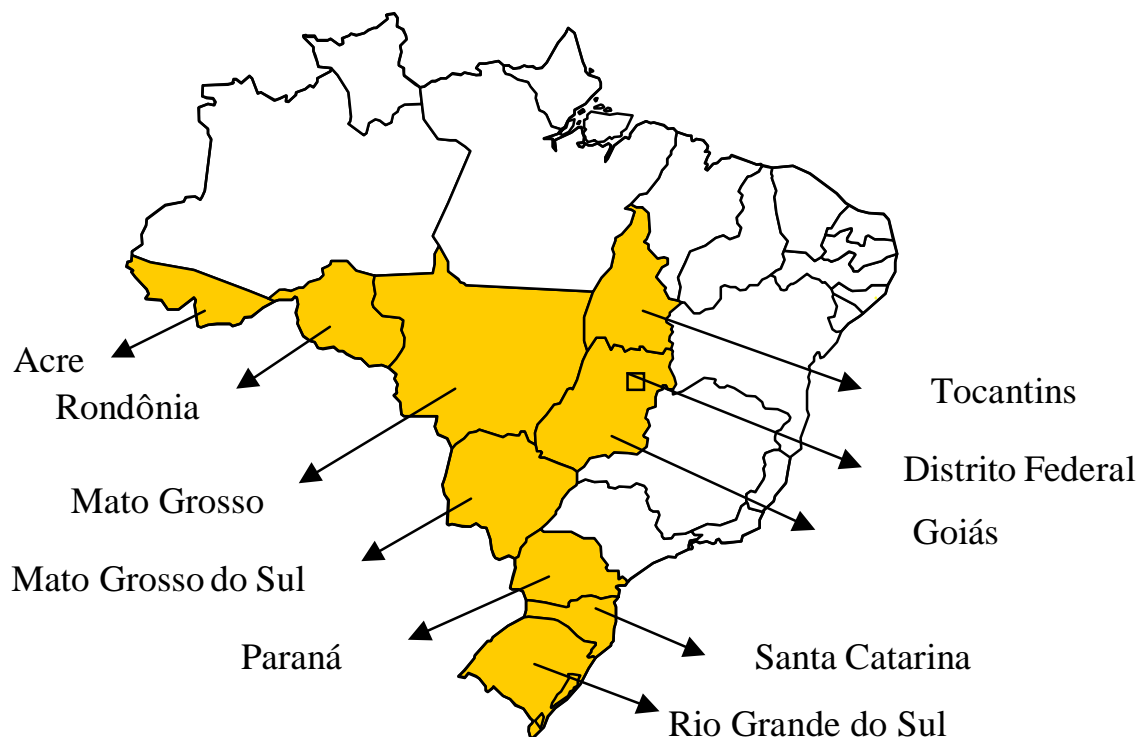 Acre
Rondônia
Tocantins
Distrito Federal
Mato Grosso
Goiás
Mato Grosso do Sul
Paraná
Santa Catarina
Rio Grande do Sul